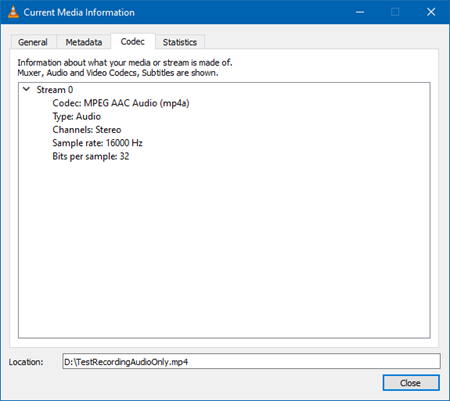 Current Media Information
General Metadata Codec Statistics
Information about what your media or stream is made of.
Muxer, Audio and Video Codecs, Subtitles are shown.
Stream 0
Codec: MPEG AAC Audio (mp4a)
Type: Audio
Channels: Stereo
Sample rate: 16000 Hz
Bits per sample: 32
Location: D:\TestRecordingAudioOnly.mp4
Close